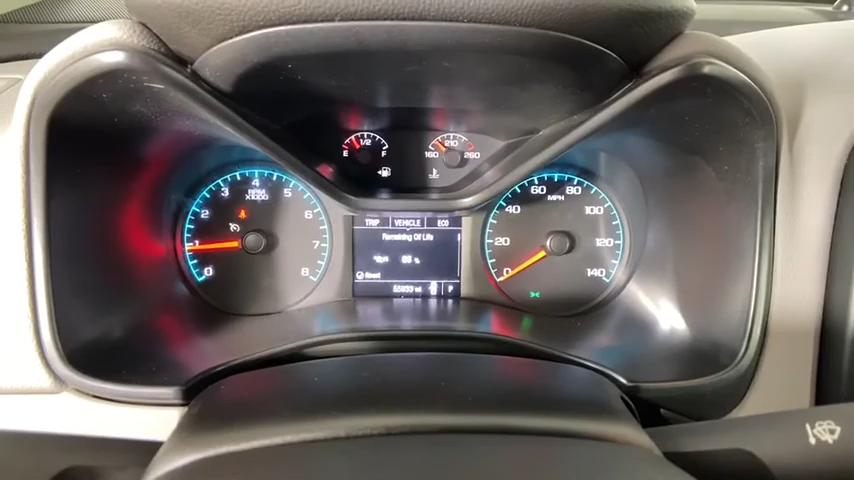 E 1/2 F
160 210 260
0 1 2 3 4 5 6 7 8
RPM
X1000
TRIP VEHICLE ECO
Remaining Oil Life
%
Reset
mi P
0 20 40 60 80 100 120 140
MPH